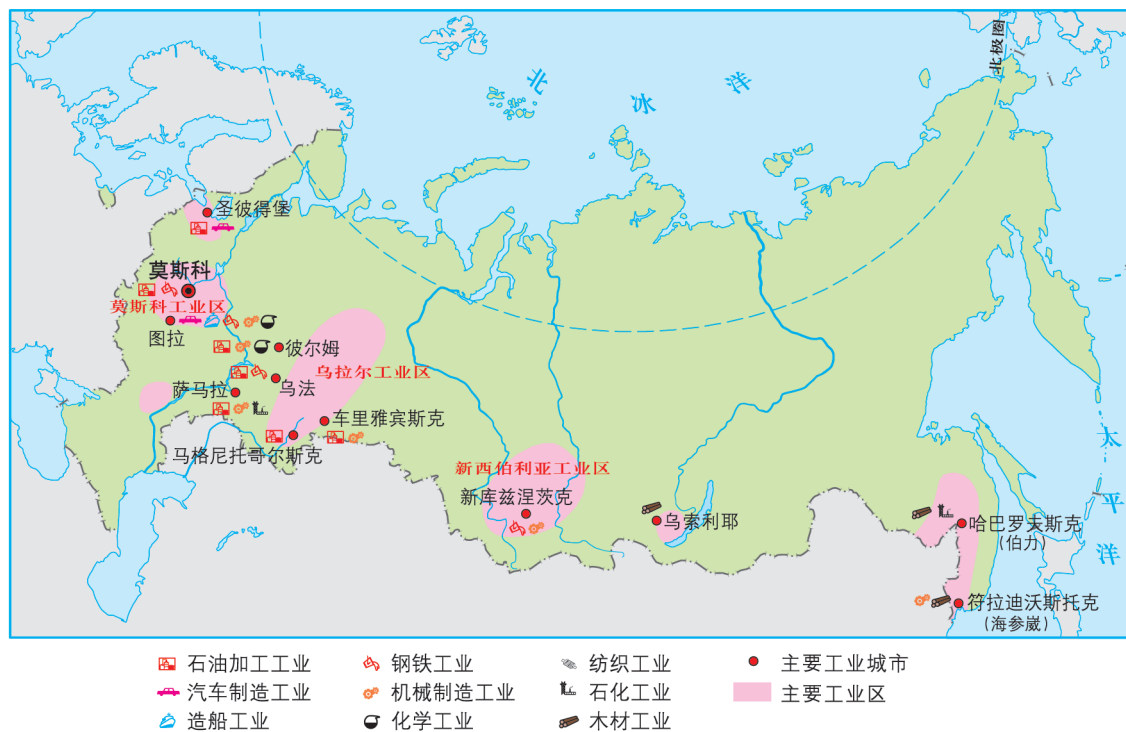 北极圈
北冰洋
圣彼得堡
莫斯科
莫斯科工业区
图拉
彼尔姆
乌拉尔工业区
萨马拉
乌法
车里雅宾斯克
马格尼托哥尔斯克
新西伯利亚工业区
新库兹涅茨克
乌索利耶
哈巴罗夫斯克
(伯力)
符拉迪沃斯托克
(海参崴)
太平洋
石油加工工业
钢铁工业
纺织工业
主要工业城市
汽车制造工业
机械制造工业
石化工业
主要工业区
造船工业
化学工业
木材工业